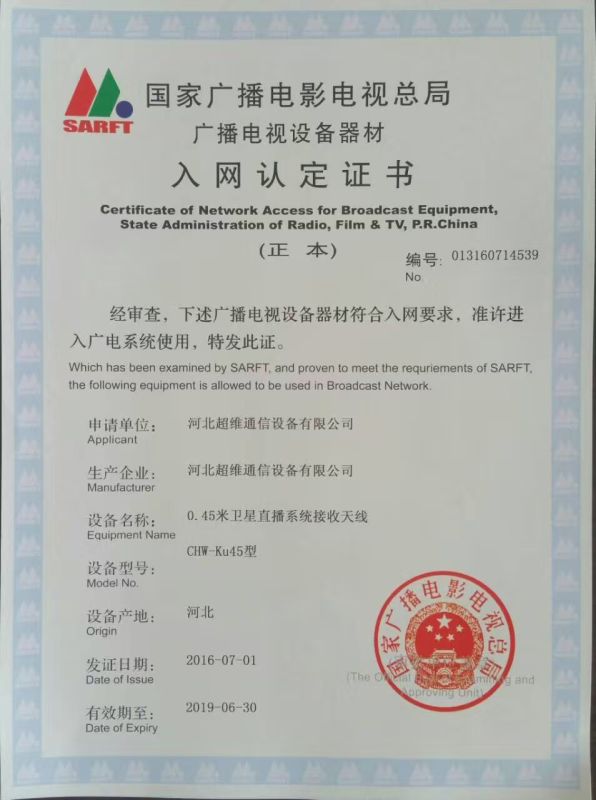 SARFT
国家广播电影电视总局
广播电视设备器材
入网认定证书
Certificate of Network Access for Broadcast Equipment,
State Administration of Radio, Film & TV, P.R.China
(正 本)
编号: 013160714539
No.
经审查，下述广播电视设备器材符合入网要求，准许进
入广电系统使用，特发此证。
Which has been examined by SARFT, and proven to meet the requriements of SARFT,
the following equipment is allowed to be used in Broadcast Network.
申请单位: 河北超维通信设备有限公司
Applicant
生产企业: 河北超维通信设备有限公司
Manufacturer
设备名称: 0.45米卫星直播系统接收天线
Equipment Name
CHW-Ku45型
设备型号:
Model No.
设备产地: 河北
Origin
发证日期: 2016-07-01
Date of Issue
有效期至: 2019-06-30
Date of Expiry
国家广播电影电视总局
(The Official and
Approving Unit)